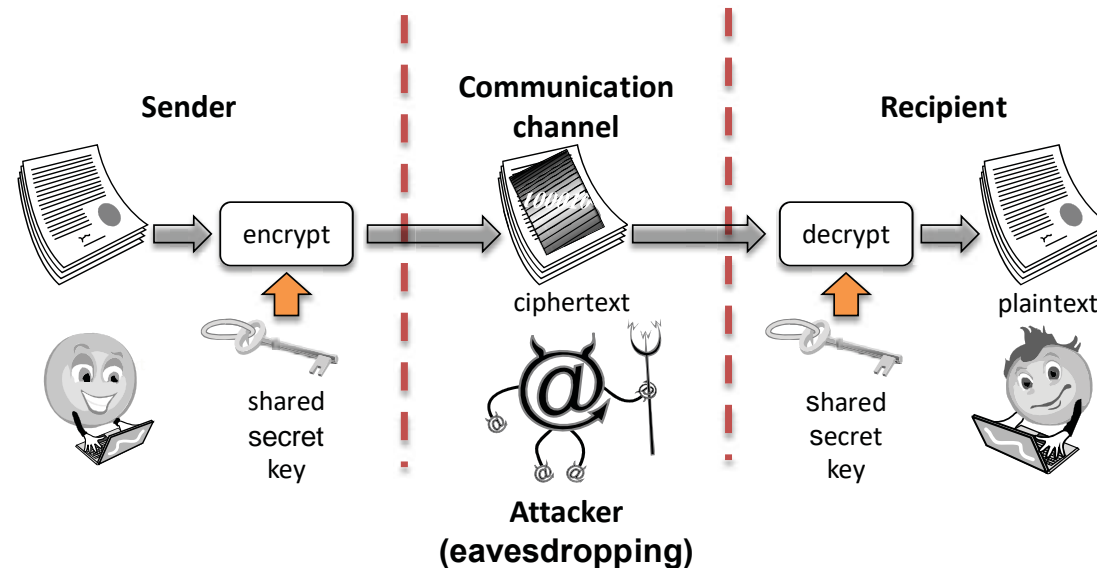 Sender
Communication
channel
Recipient
encrypt
decrypt
ciphertext
plaintext
@
shared
secret
key
shared
secret
key
Attacker
(eavesdropping)